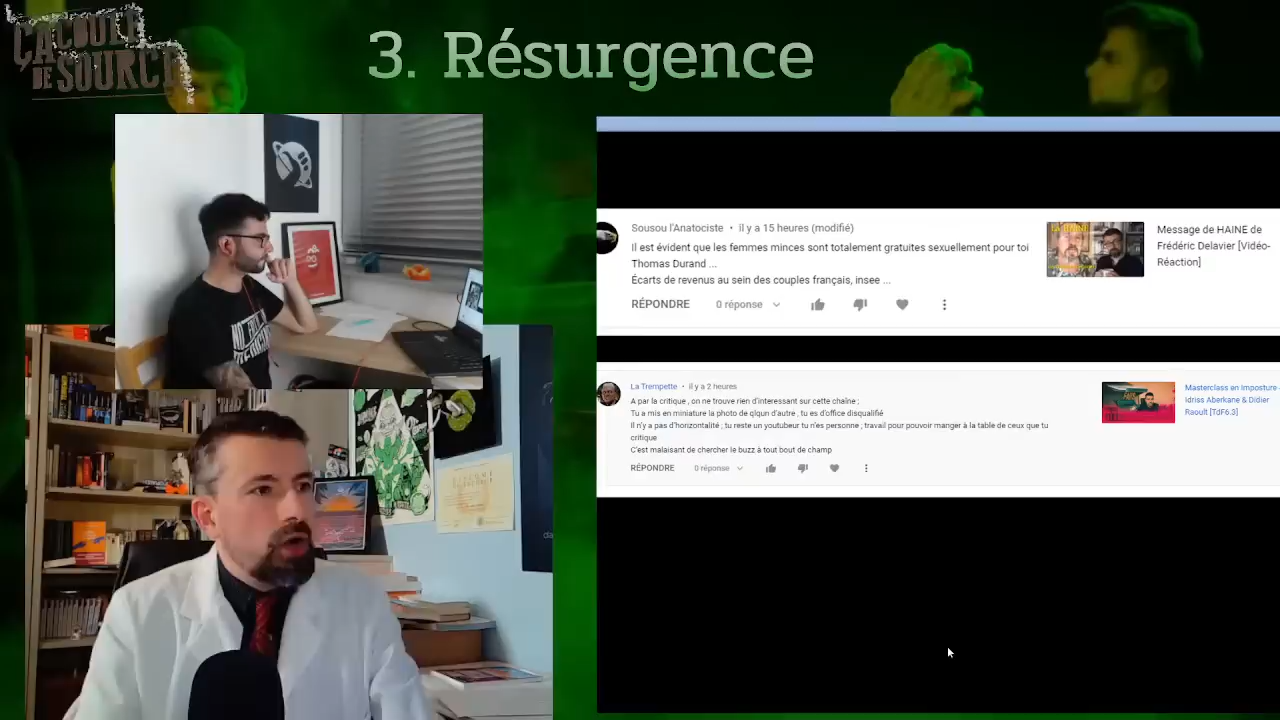 ÇA COULE
DE SOURCE
3. Résurgence
Sousou l'Anatociste • il y a 15 heures (modifié)
Il est évident que les femmes minces sont totalement gratuites sexuellement pour toi
Thomas Durand ...
Écarts de revenus au sein des couples français, insee ...
RÉPONDRE 0 réponse
Message de HAINE de
Frédéric Delavier [Vidéo-
Réaction]
La Trempette • il y a 2 heures
A par la critique , on ne trouve rien d'interessant sur cette chaîne ;
Tu a mis en miniature la photo de qlqun d'autre , tu es d'office disqualifié
Il n'y a pas d'horizontalité ; tu reste un youtubeur tu n'es personne ; travail pour pouvoir manger à la table de ceux que tu
critique
C'est malaisant de chercher le buzz à tout bout de champ
RÉPONDRE 0 réponse
Masterclass en Imposture -
Idriss Aberkane & Didier
Raoult [TdF6.3]